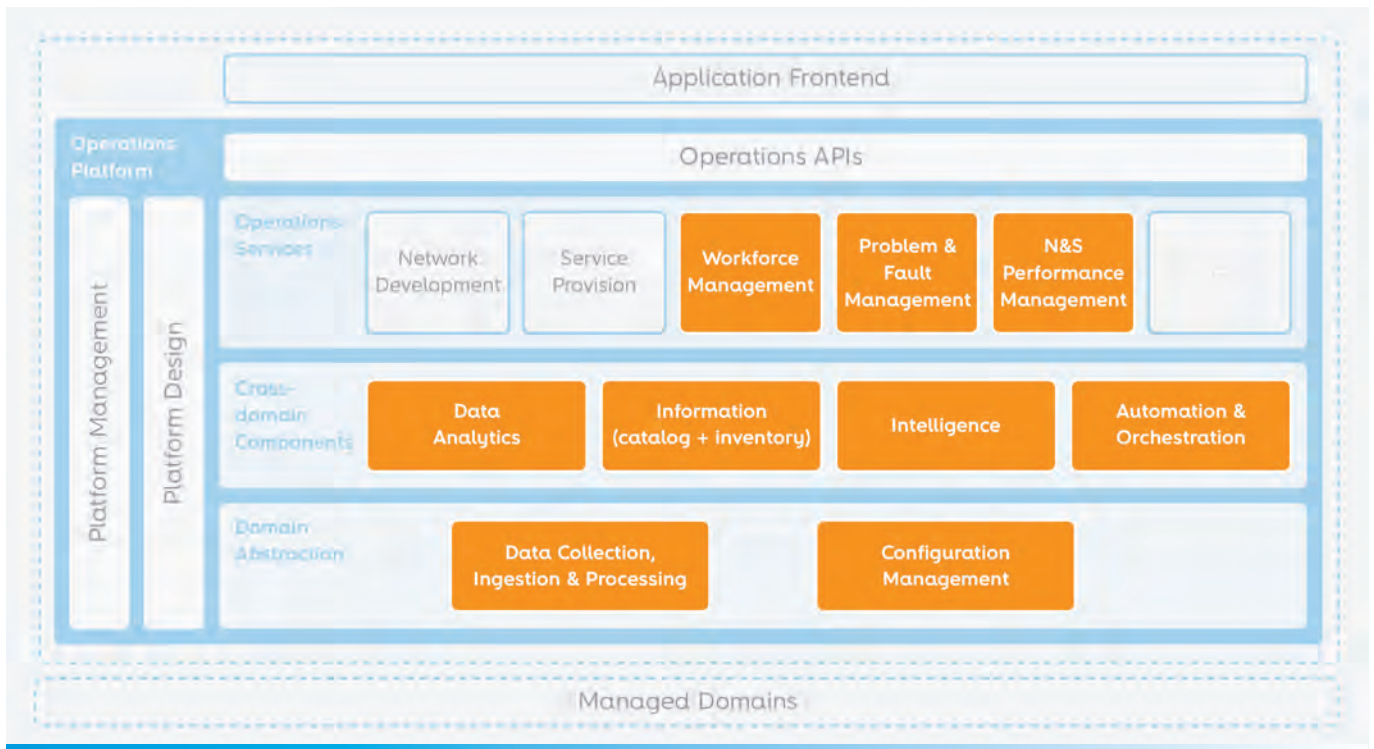 Application Frontend
Operations
Platform
Operations APIs
Platform Management
Platform Design
Operations
Services
Network
Development
Service
Provision
Workforce
Management
Problem &
Fault
Management
N&S
Performance
Management
...
Cross-
domain
Components
Data
Analytics
Information
(catalog + inventory)
Intelligence
Automation &
Orchestration
Domain
Abstraction
Data Collection,
Ingestion & Processing
Configuration
Management
Managed Domains